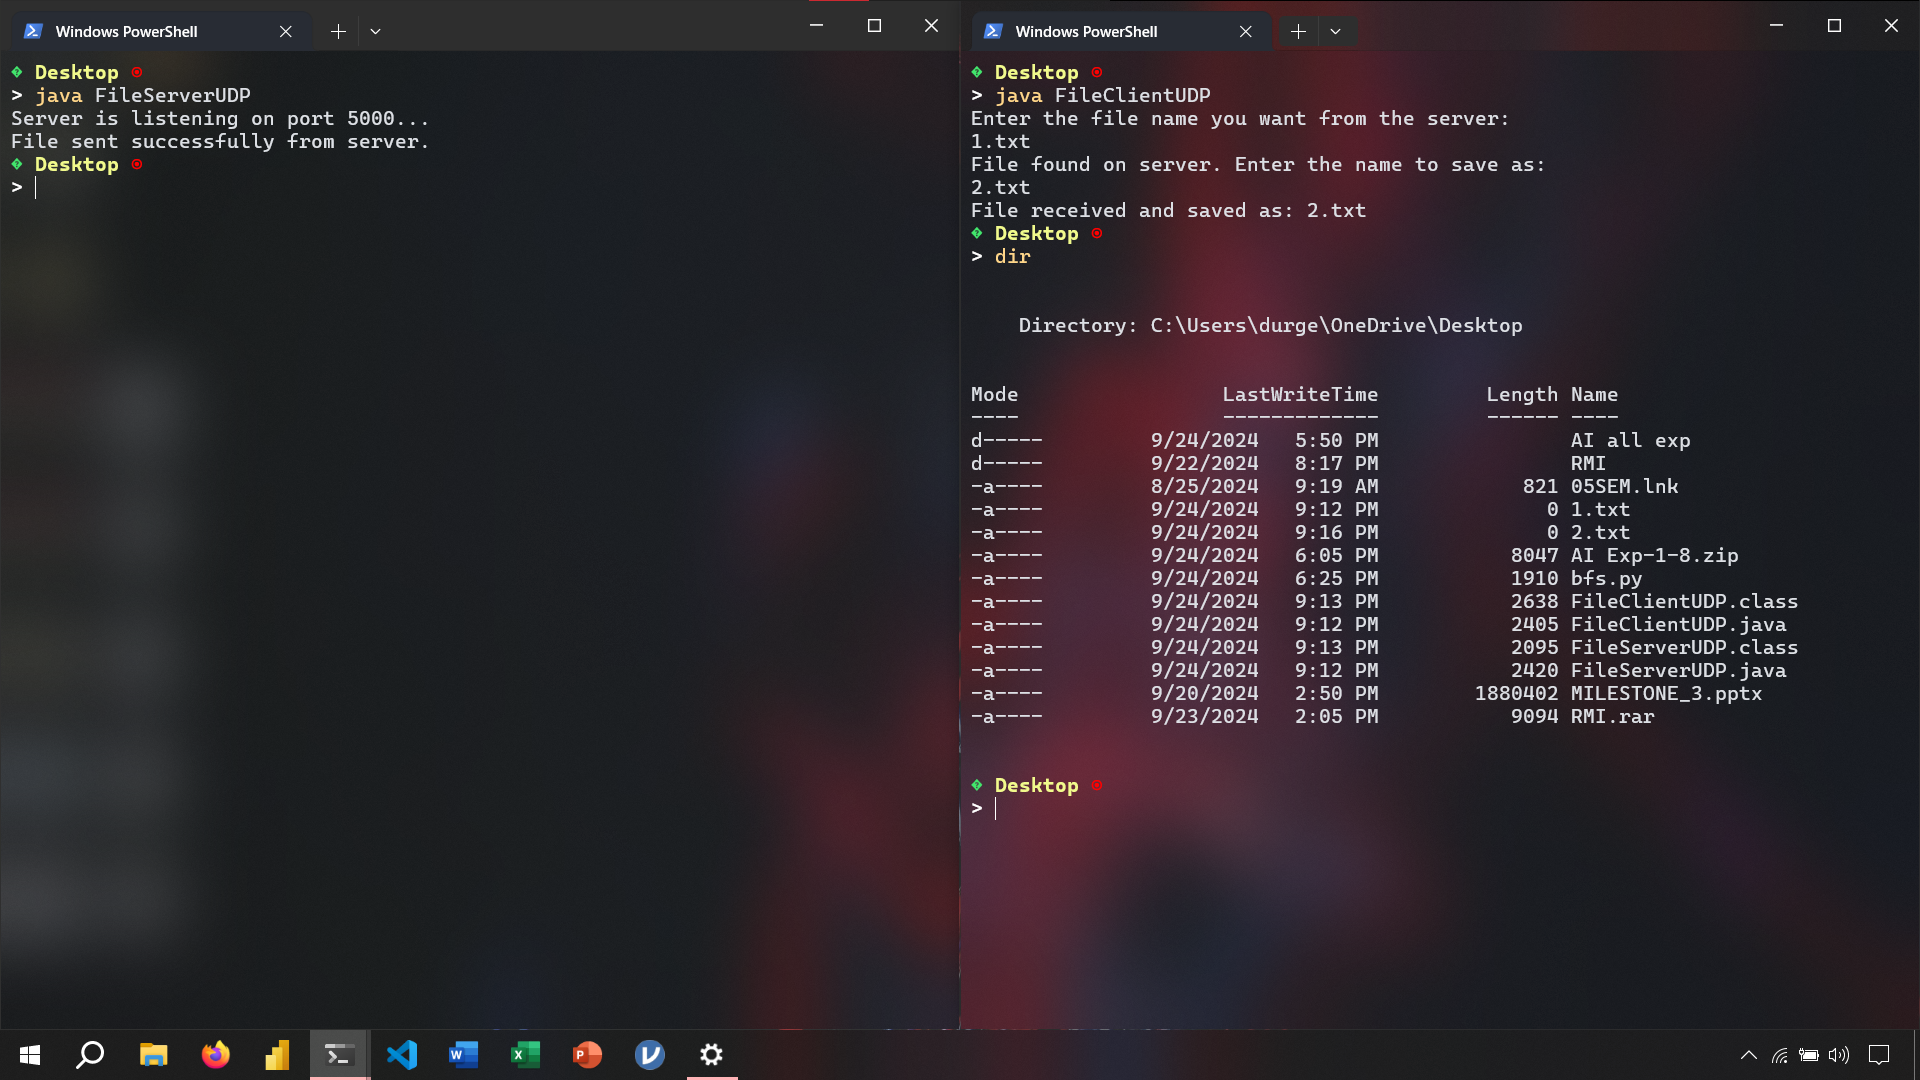 Windows PowerShell
Desktop
> java FileServerUDP
Server is listening on port 5000...
File sent successfully from server.
Desktop
>
Windows PowerShell
Desktop
> java FileClientUDP
Enter the file name you want from the server:
1.txt
File found on server. Enter the name to save as:
2.txt
File received and saved as: 2.txt
Desktop
> dir
Directory: C:\Users\durge\OneDrive\Desktop
Mode LastWriteTime Length Name
---- ------------- ------ ----
d----- 9/24/2024 5:50 PM AI all exp
d----- 9/22/2024 8:17 PM RMI
-a---- 8/25/2024 9:19 AM 821 05SEM.lnk
-a---- 9/24/2024 9:12 PM 0 1.txt
-a---- 9/24/2024 9:16 PM 0 2.txt
-a---- 9/24/2024 6:05 PM 8047 AI Exp-1-8.zip
-a---- 9/24/2024 6:25 PM 1910 bfs.py
-a---- 9/24/2024 9:13 PM 2638 FileClientUDP.class
-a---- 9/24/2024 9:12 PM 2405 FileClientUDP.java
-a---- 9/24/2024 9:13 PM 2095 FileServerUDP.class
-a---- 9/24/2024 9:12 PM 2420 FileServerUDP.java
-a---- 9/20/2024 2:50 PM 1880402 MILESTONE_3.pptx
-a---- 9/23/2024 2:05 PM 9094 RMI.rar
Desktop
>